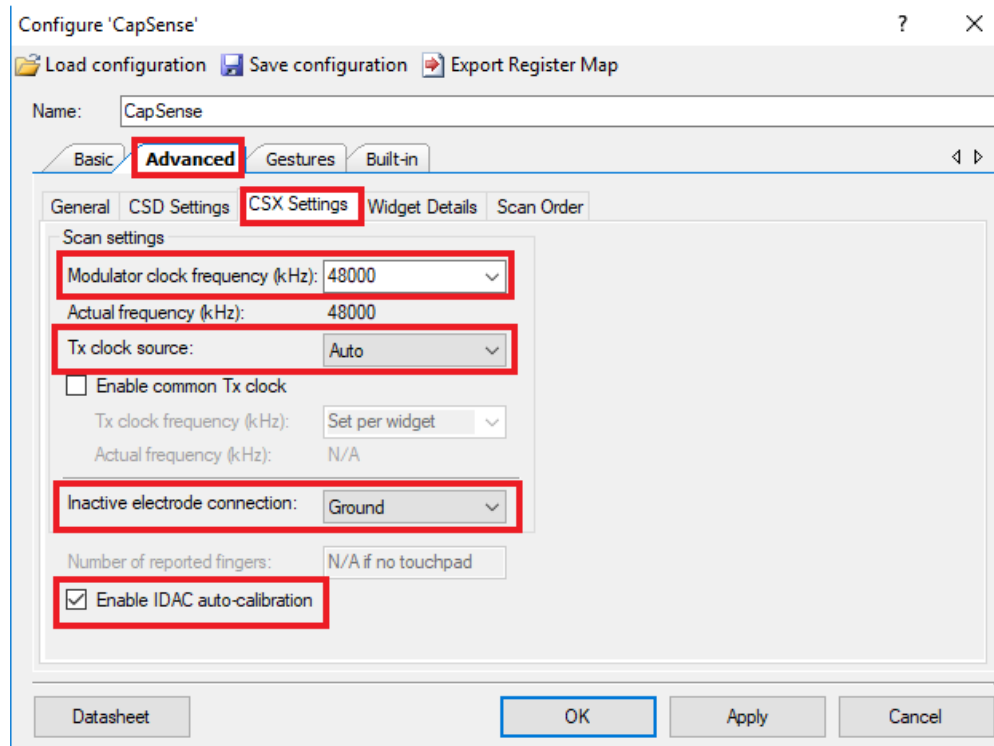 Configure 'CapSense' ?
Load configuration Save configuration Export Register Map
Name: CapSense
Basic Advanced Gestures Built-in
General CSD Settings CSX Settings Widget Details Scan Order
Scan settings
Modulator clock frequency (kHz): 48000
Actual frequency (kHz): 48000
Tx clock source: Auto
Enable common Tx clock
Tx clock frequency (kHz): Set per widget
Actual frequency (kHz): N/A
Inactive electrode connection: Ground
Number of reported fingers: N/A if no touchpad
Enable IDAC auto-calibration
Datasheet OK Apply Cancel